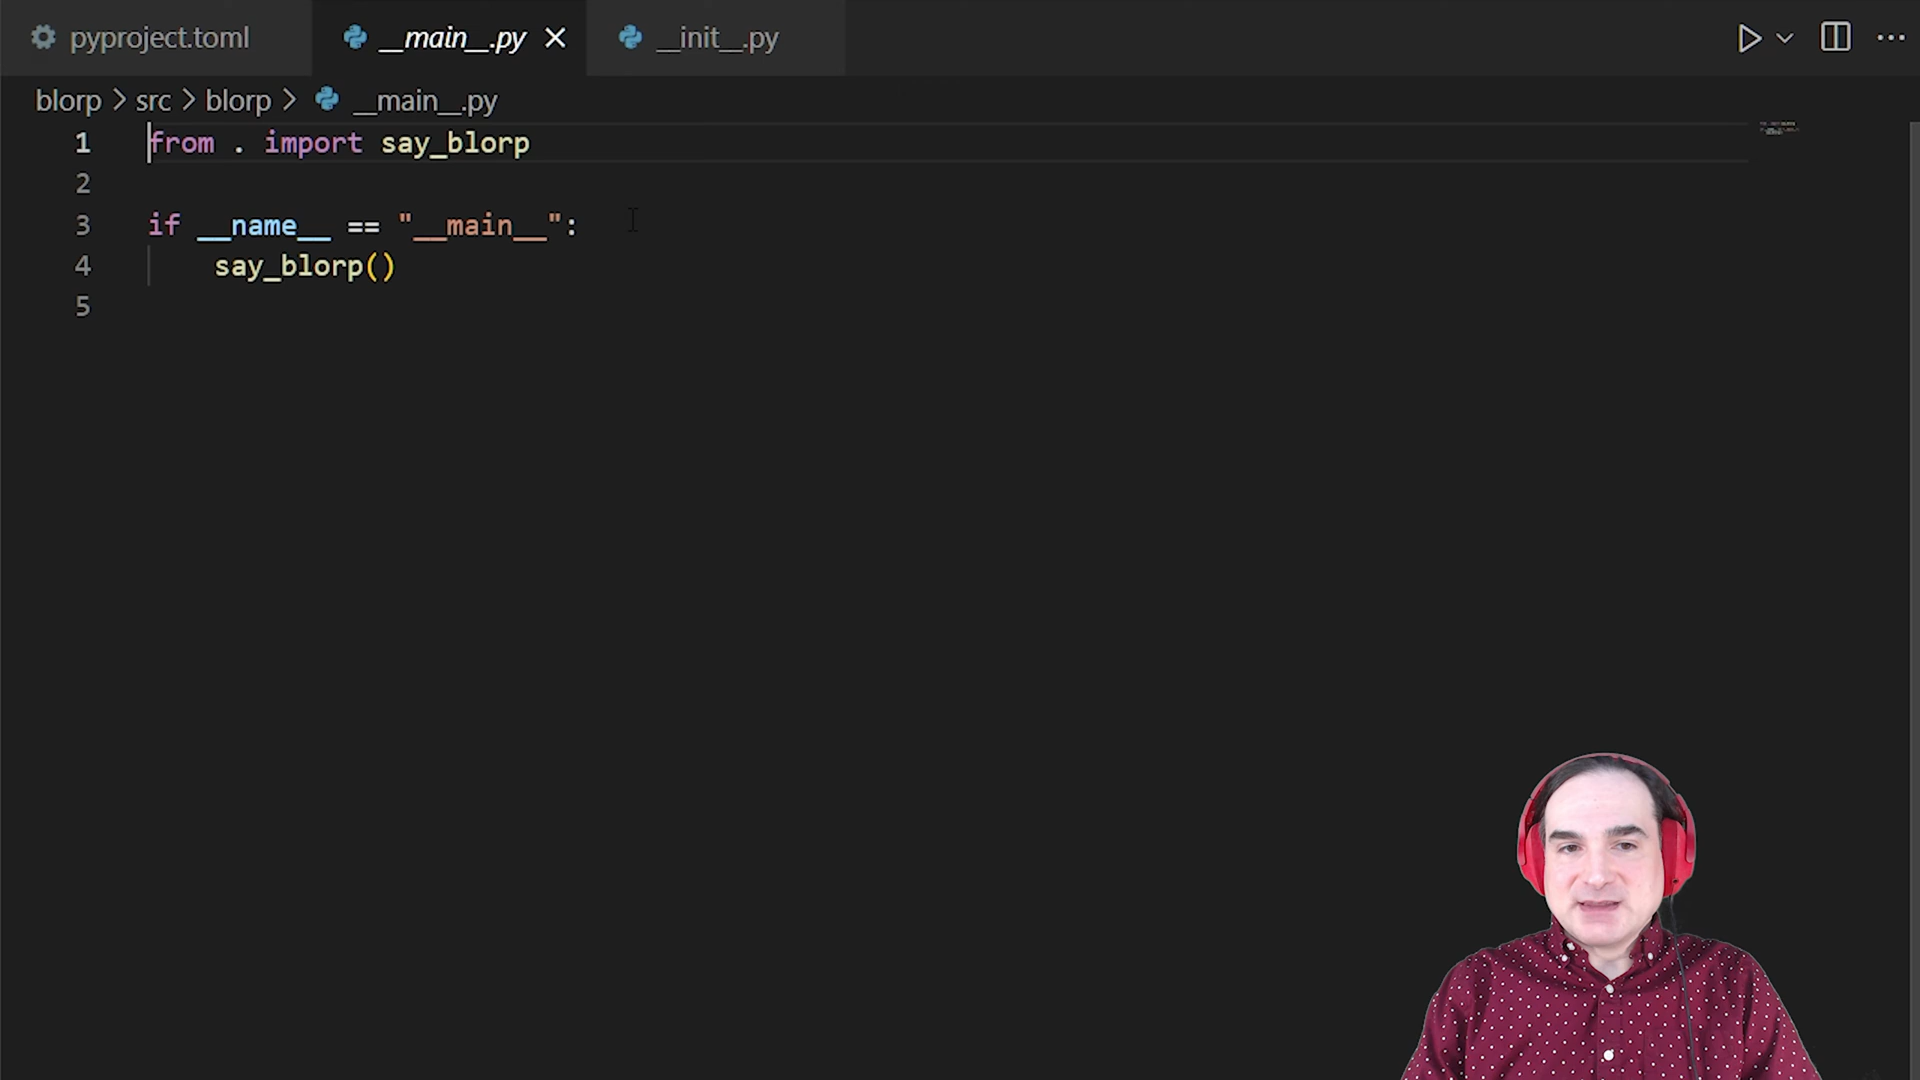 pyproject.toml
__main__.py
__init__.py
blorp > src > blorp > __main__.py
1 from . import say_blorp
2
3 if __name__ == "__main__":
4 say_blorp()
5